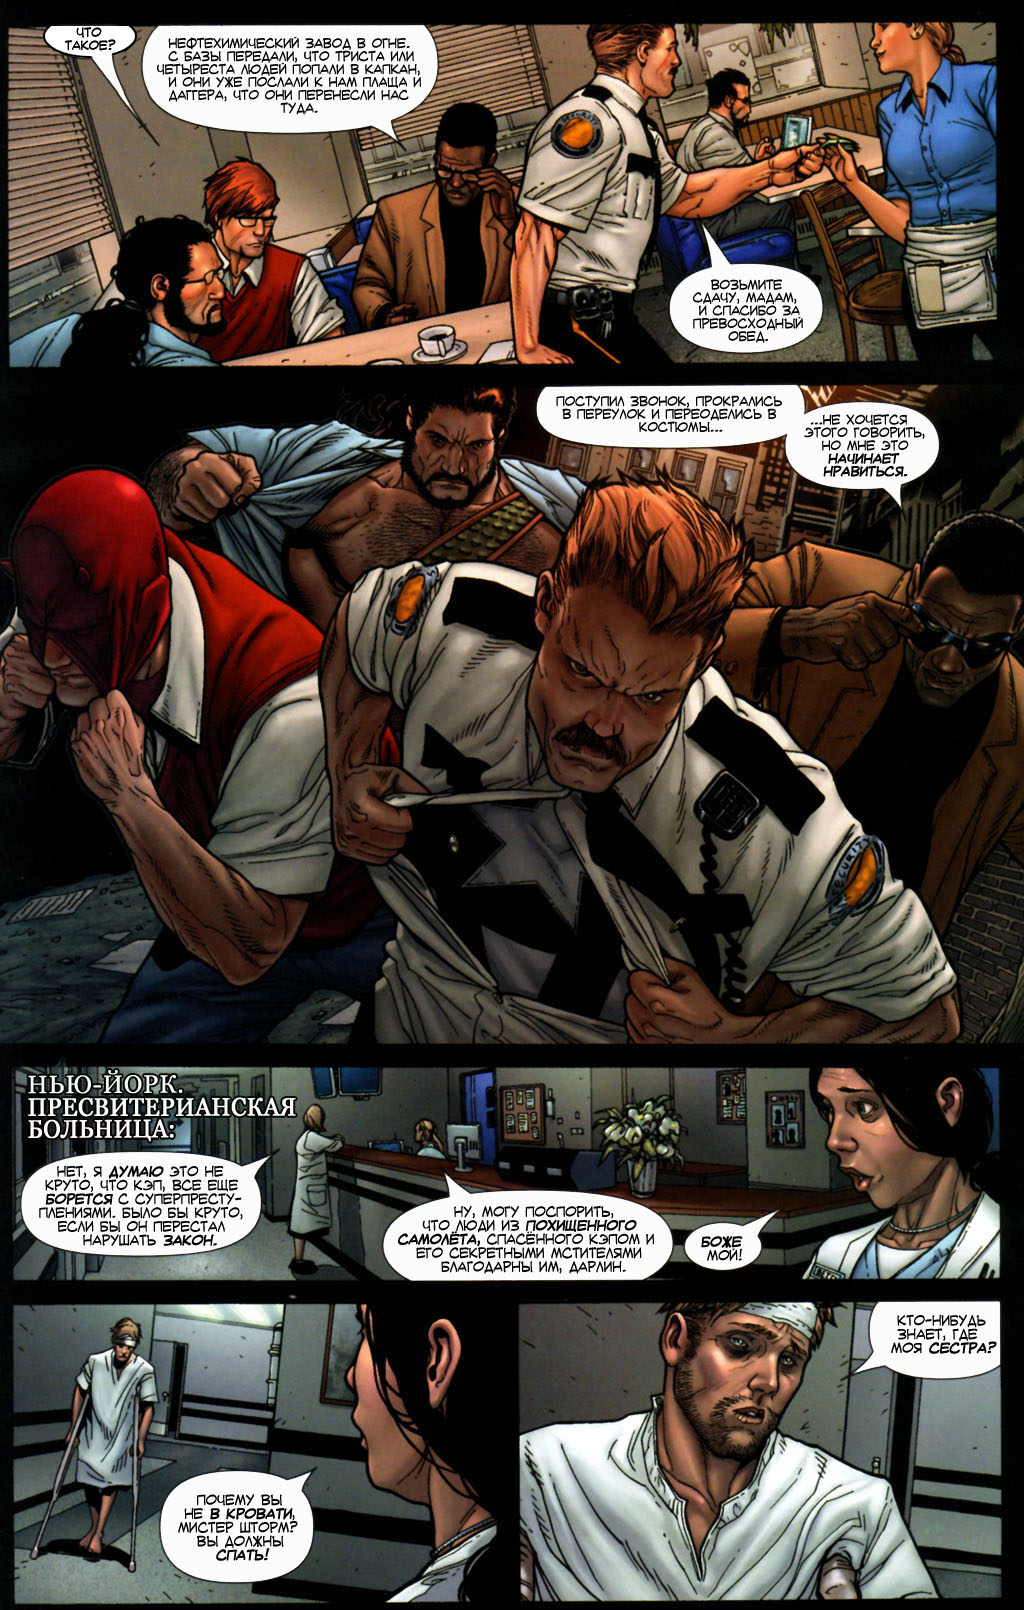 ЧТО
ТАКОЕ?
НЕФТЕХИМИЧЕСКИЙ ЗАВОД В ОГНЕ.
С БАЗЫ ПЕРЕДАЛИ, ЧТО ТРИСТА ИЛИ
ЧЕТЫРЕСТА ЛЮДЕЙ ПОПАЛИ В КАПКАН,
И ОНИ УЖЕ ПОСЛАЛИ К НАМ ПЛАЩА И
ДАГГЕРА, ЧТО ОНИ ПЕРЕНЕСЛИ НАС
ТУДА.
ВОЗЬМИТЕ
СДАЧУ, МАДАМ,
И СПАСИБО ЗА
ПРЕВОСХОДНЫЙ
ОБЕД.
ПОСТУПИЛ ЗВОНОК, ПРОКРАЛИСЬ
В ПЕРЕУЛОК И ПЕРЕОДЕЛИСЬ В
КОСТЮМЫ...
...НЕ ХОЧЕТСЯ
ЭТОГО ГОВОРИТЬ,
НО МНЕ ЭТО
НАЧИНАЕТ
НРАВИТЬСЯ.
SECURITY
НЬЮ-ЙОРК.
ПРЕСВИТЕРИАНСКАЯ
БОЛЬНИЦА:
НЕТ, Я ДУМАЮ ЭТО НЕ
КРУТО, ЧТО КЭП, ВСЕ ЕЩЕ
БОРЕТСЯ С СУПЕРПРЕСТУ-
ПЛЕНИЯМИ. БЫЛО БЫ КРУТО,
ЕСЛИ БЫ ОН ПЕРЕСТАЛ
НАРУШАТЬ ЗАКОН.
НУ, МОГУ ПОСПОРИТЬ,
ЧТО ЛЮДИ ИЗ ПОХИЩЕННОГО
САМОЛЁТА, СПАСЁННОГО КЭПОМ И
ЕГО СЕКРЕТНЫМИ МСТИТЕЛЯМИ
БЛАГОДАРНЫ ИМ, ДАРЛИН.
БОЖЕ
МОЙ!
ПОЧЕМУ ВЫ
НЕ В КРОВАТИ,
МИСТЕР ШТОРМ?
ВЫ ДОЛЖНЫ
СПАТЬ!
КТО-НИБУДЬ
ЗНАЕТ, ГДЕ
МОЯ СЕСТРА?